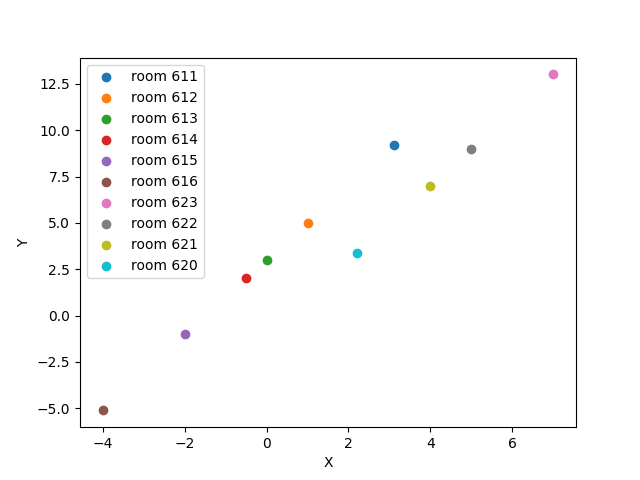 room 611
room 612
room 613
room 614
room 615
room 616
room 623
room 622
room 621
room 620
12.5
10.0
7.5
5.0
2.5
0.0
−2.5
−5.0
Y
−4 −2 0 2 4 6
X